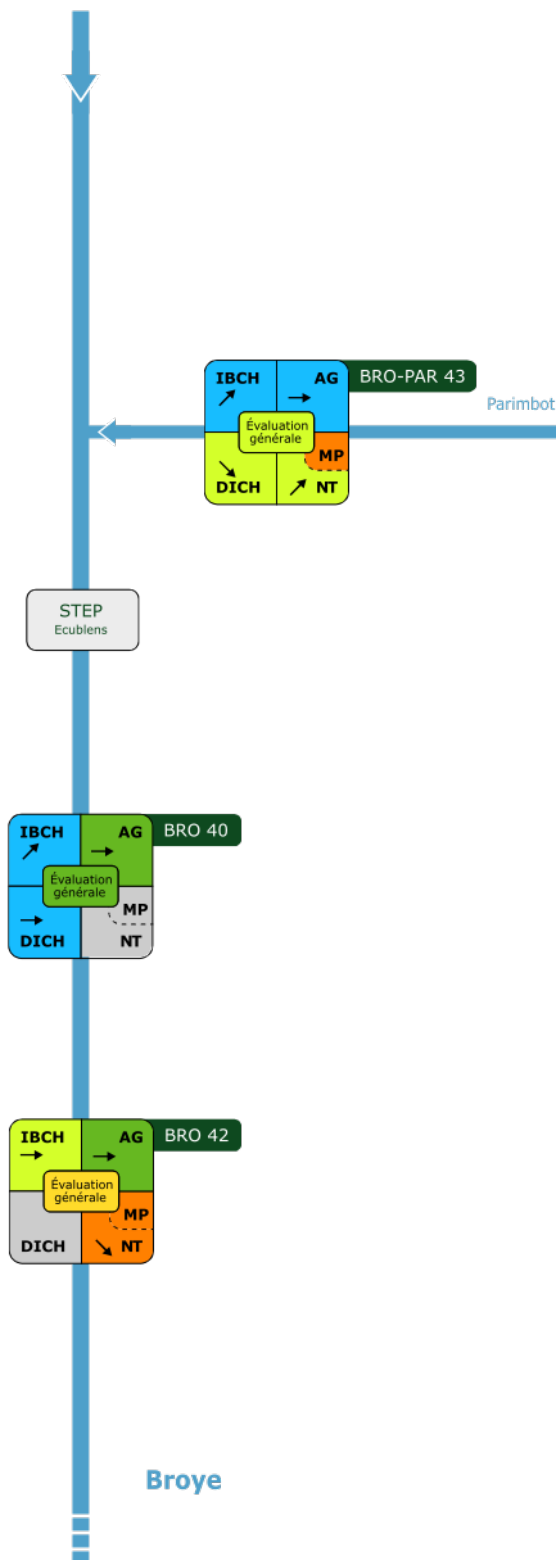 IBCH
AG
BRO-PAR 43
Parimbot
Évaluation
générale
MP
DICH
NT
STEP
Ecublens
IBCH
AG
BRO 40
Évaluation
générale
MP
DICH
NT
IBCH
AG
BRO 42
Évaluation
générale
MP
DICH
NT
Broye